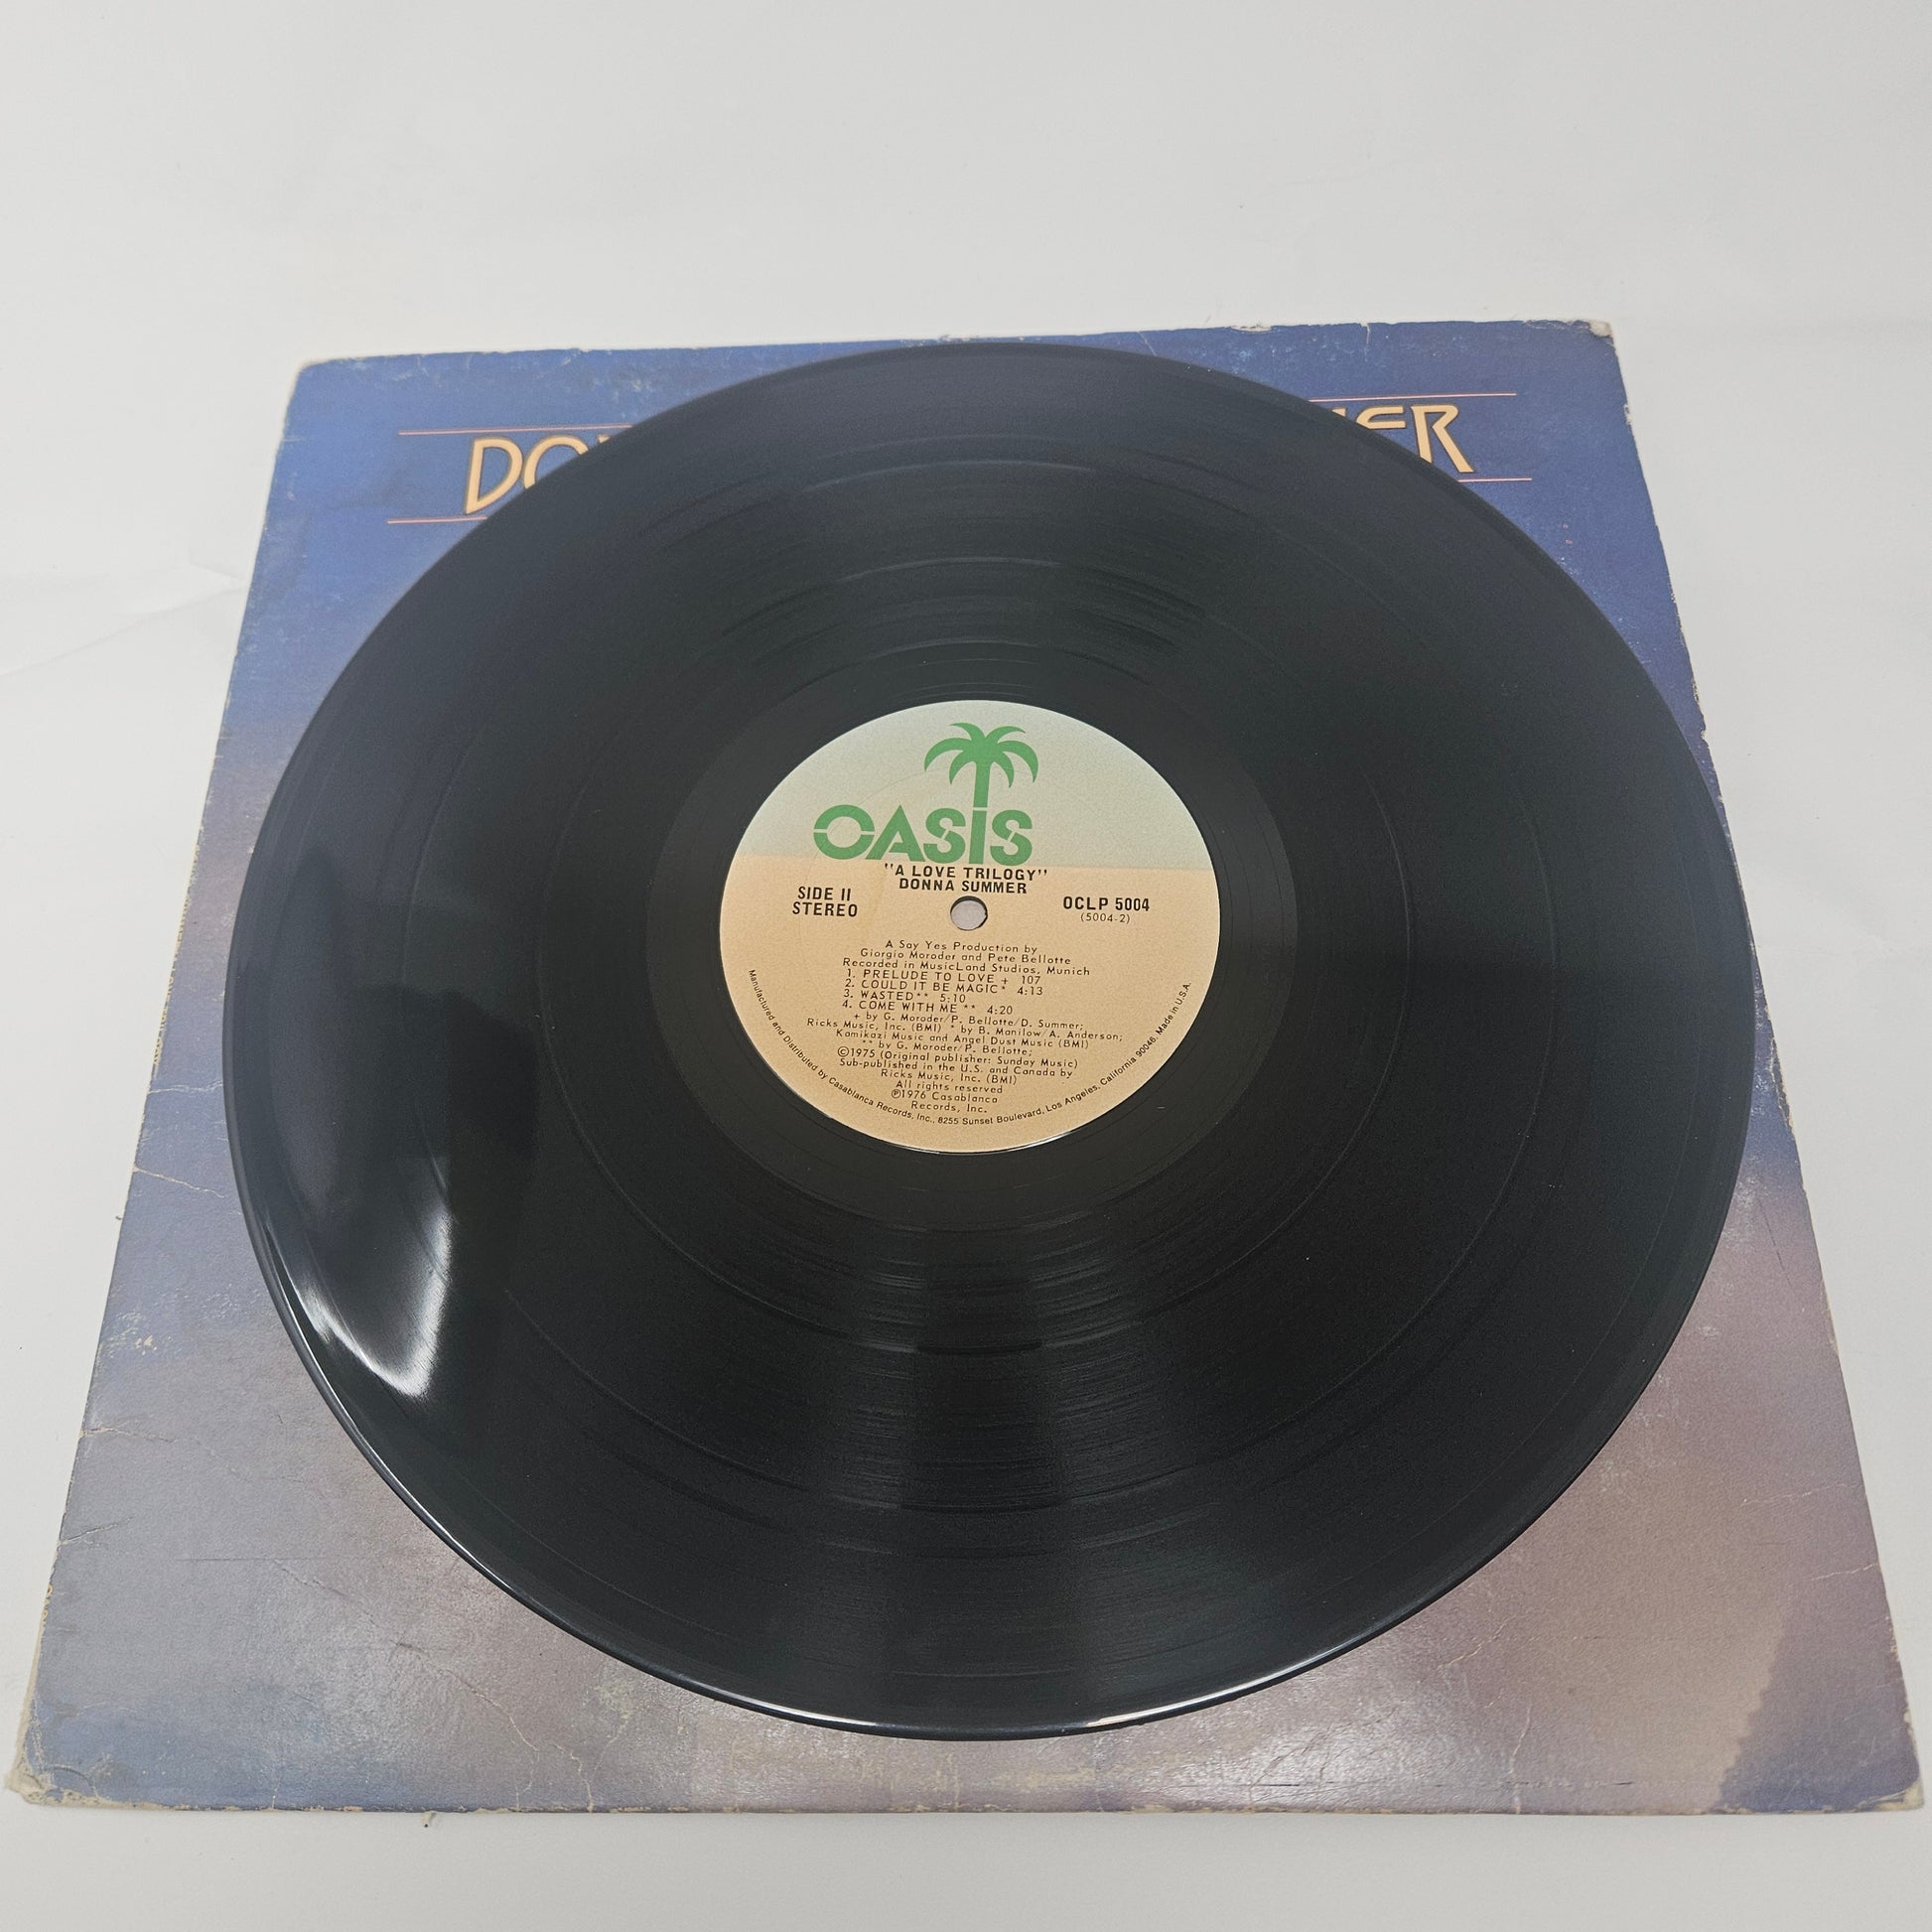 DO
ER
OASIS
"A LOVE TRILOGY"
DONNA SUMMER
SIDE II
STEREO
OCLP 5004
(5004-2)
A Say Yes Production by
Giorgio Moroder and Pete Bellotte
Recorded in MusicLand Studios, Munich
1. PRELUDE TO LOVE + 107
2. COULD IT BE MAGIC* 4:13
3. WASTED** 5:10
4. COME WITH ME ** 4:20
+ by G. Moroder/P. Bellotte/D. Summer;
Ricks Music, Inc. (BMI) * by B. Manilow/A. Anderson;
Kamikazi Music and Angel Dust Music (BMI)
** by G. Moroder/P. Bellotte;
©1975 (Original publisher: Sunday Music)
Sub-published in the U.S. and Canada by
Ricks Music, Inc. (BMI)
All rights reserved
℗1976 Casablanca
Records, Inc.
Manufactured and Distributed by Casablanca Records, Inc., 8255 Sunset Boulevard, Los Angeles, California 90046. Made in U.S.A.